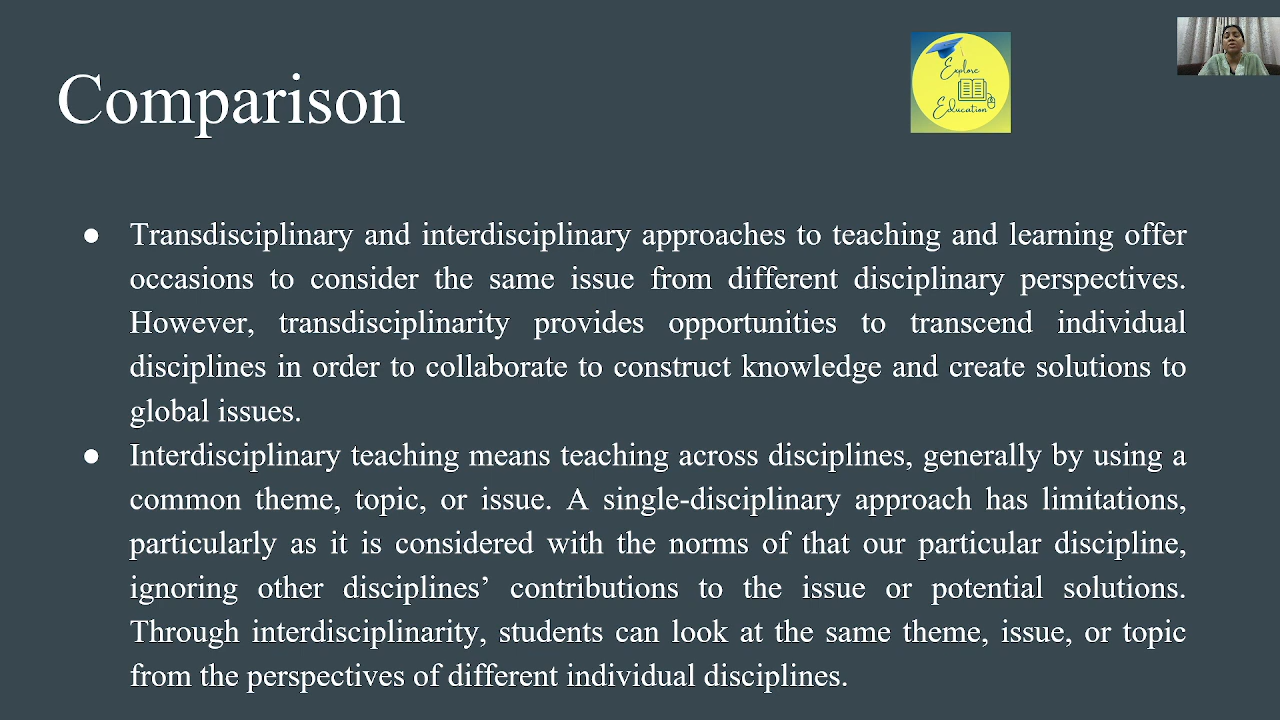 Comparison
Explore
Education
● Transdisciplinary and interdisciplinary approaches to teaching and learning offer
occasions to consider the same issue from different disciplinary perspectives.
However, transdisciplinarity provides opportunities to transcend individual
disciplines in order to collaborate to construct knowledge and create solutions to
global issues.
● Interdisciplinary teaching means teaching across disciplines, generally by using a
common theme, topic, or issue. A single-disciplinary approach has limitations,
particularly as it is considered with the norms of that our particular discipline,
ignoring other disciplines’ contributions to the issue or potential solutions.
Through interdisciplinarity, students can look at the same theme, issue, or topic
from the perspectives of different individual disciplines.